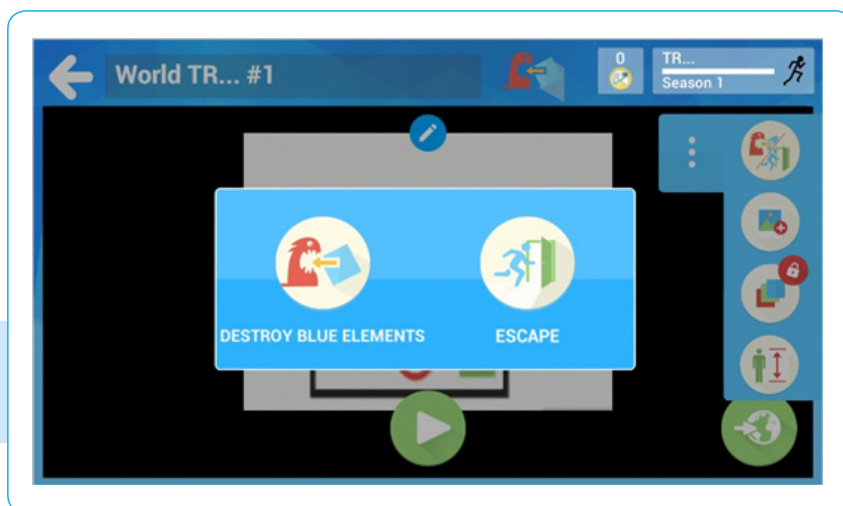 World TR... #1
0
TR...
Season 1
DESTROY BLUE ELEMENTS
ESCAPE